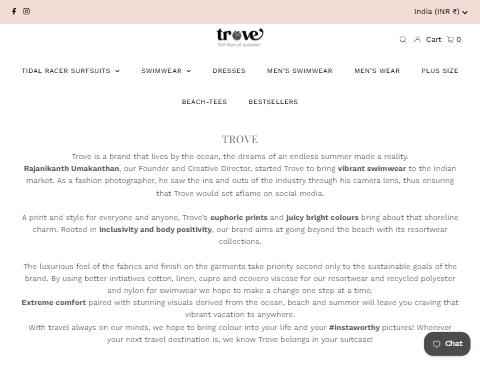 India (INR ₹)
trove
hol-days of summer
Cart 0
TIDAL RACER SURFSUITS SWIMWEAR DRESSES MEN'S SWIMWEAR MEN'S WEAR PLUS SIZE
BEACH-TEES BESTSELLERS
TROVE
Trove is a brand that lives by the ocean, the dreams of an endless summer made a reality.
Rajanikanth Umakanthan, our Founder and Creative Director, started Trove to bring vibrant swimwear to the Indian
market. As a fashion photographer, he saw the ins and outs of the industry through his camera lens, thus ensuring
that Trove would set aflame on social media.
A print and style for everyone and anyone, Trove's euphoric prints and juicy bright colours bring about that shoreline
charm. Rooted in inclusivity and body positivity, our brand aims at going beyond the beach with its resortwear
collections.
The luxurious feel of the fabrics and finish on the garments take priority second only to the sustainable goals of the
brand. By using better initiatives cotton, linen, cupro and ecovero viscose for our resortwear and recycled polyester
and nylon for swimwear we hope to make a change one step at a time.
Extreme comfort paired with stunning visuals derived from the ocean, beach and summer will leave you craving that
vibrant vacation to anywhere.
With travel always on our minds, we hope to bring colour into your life and your #instaworthy pictures! Wherever
your next travel destination is, we know Trove belongs in your suitcase!
Chat